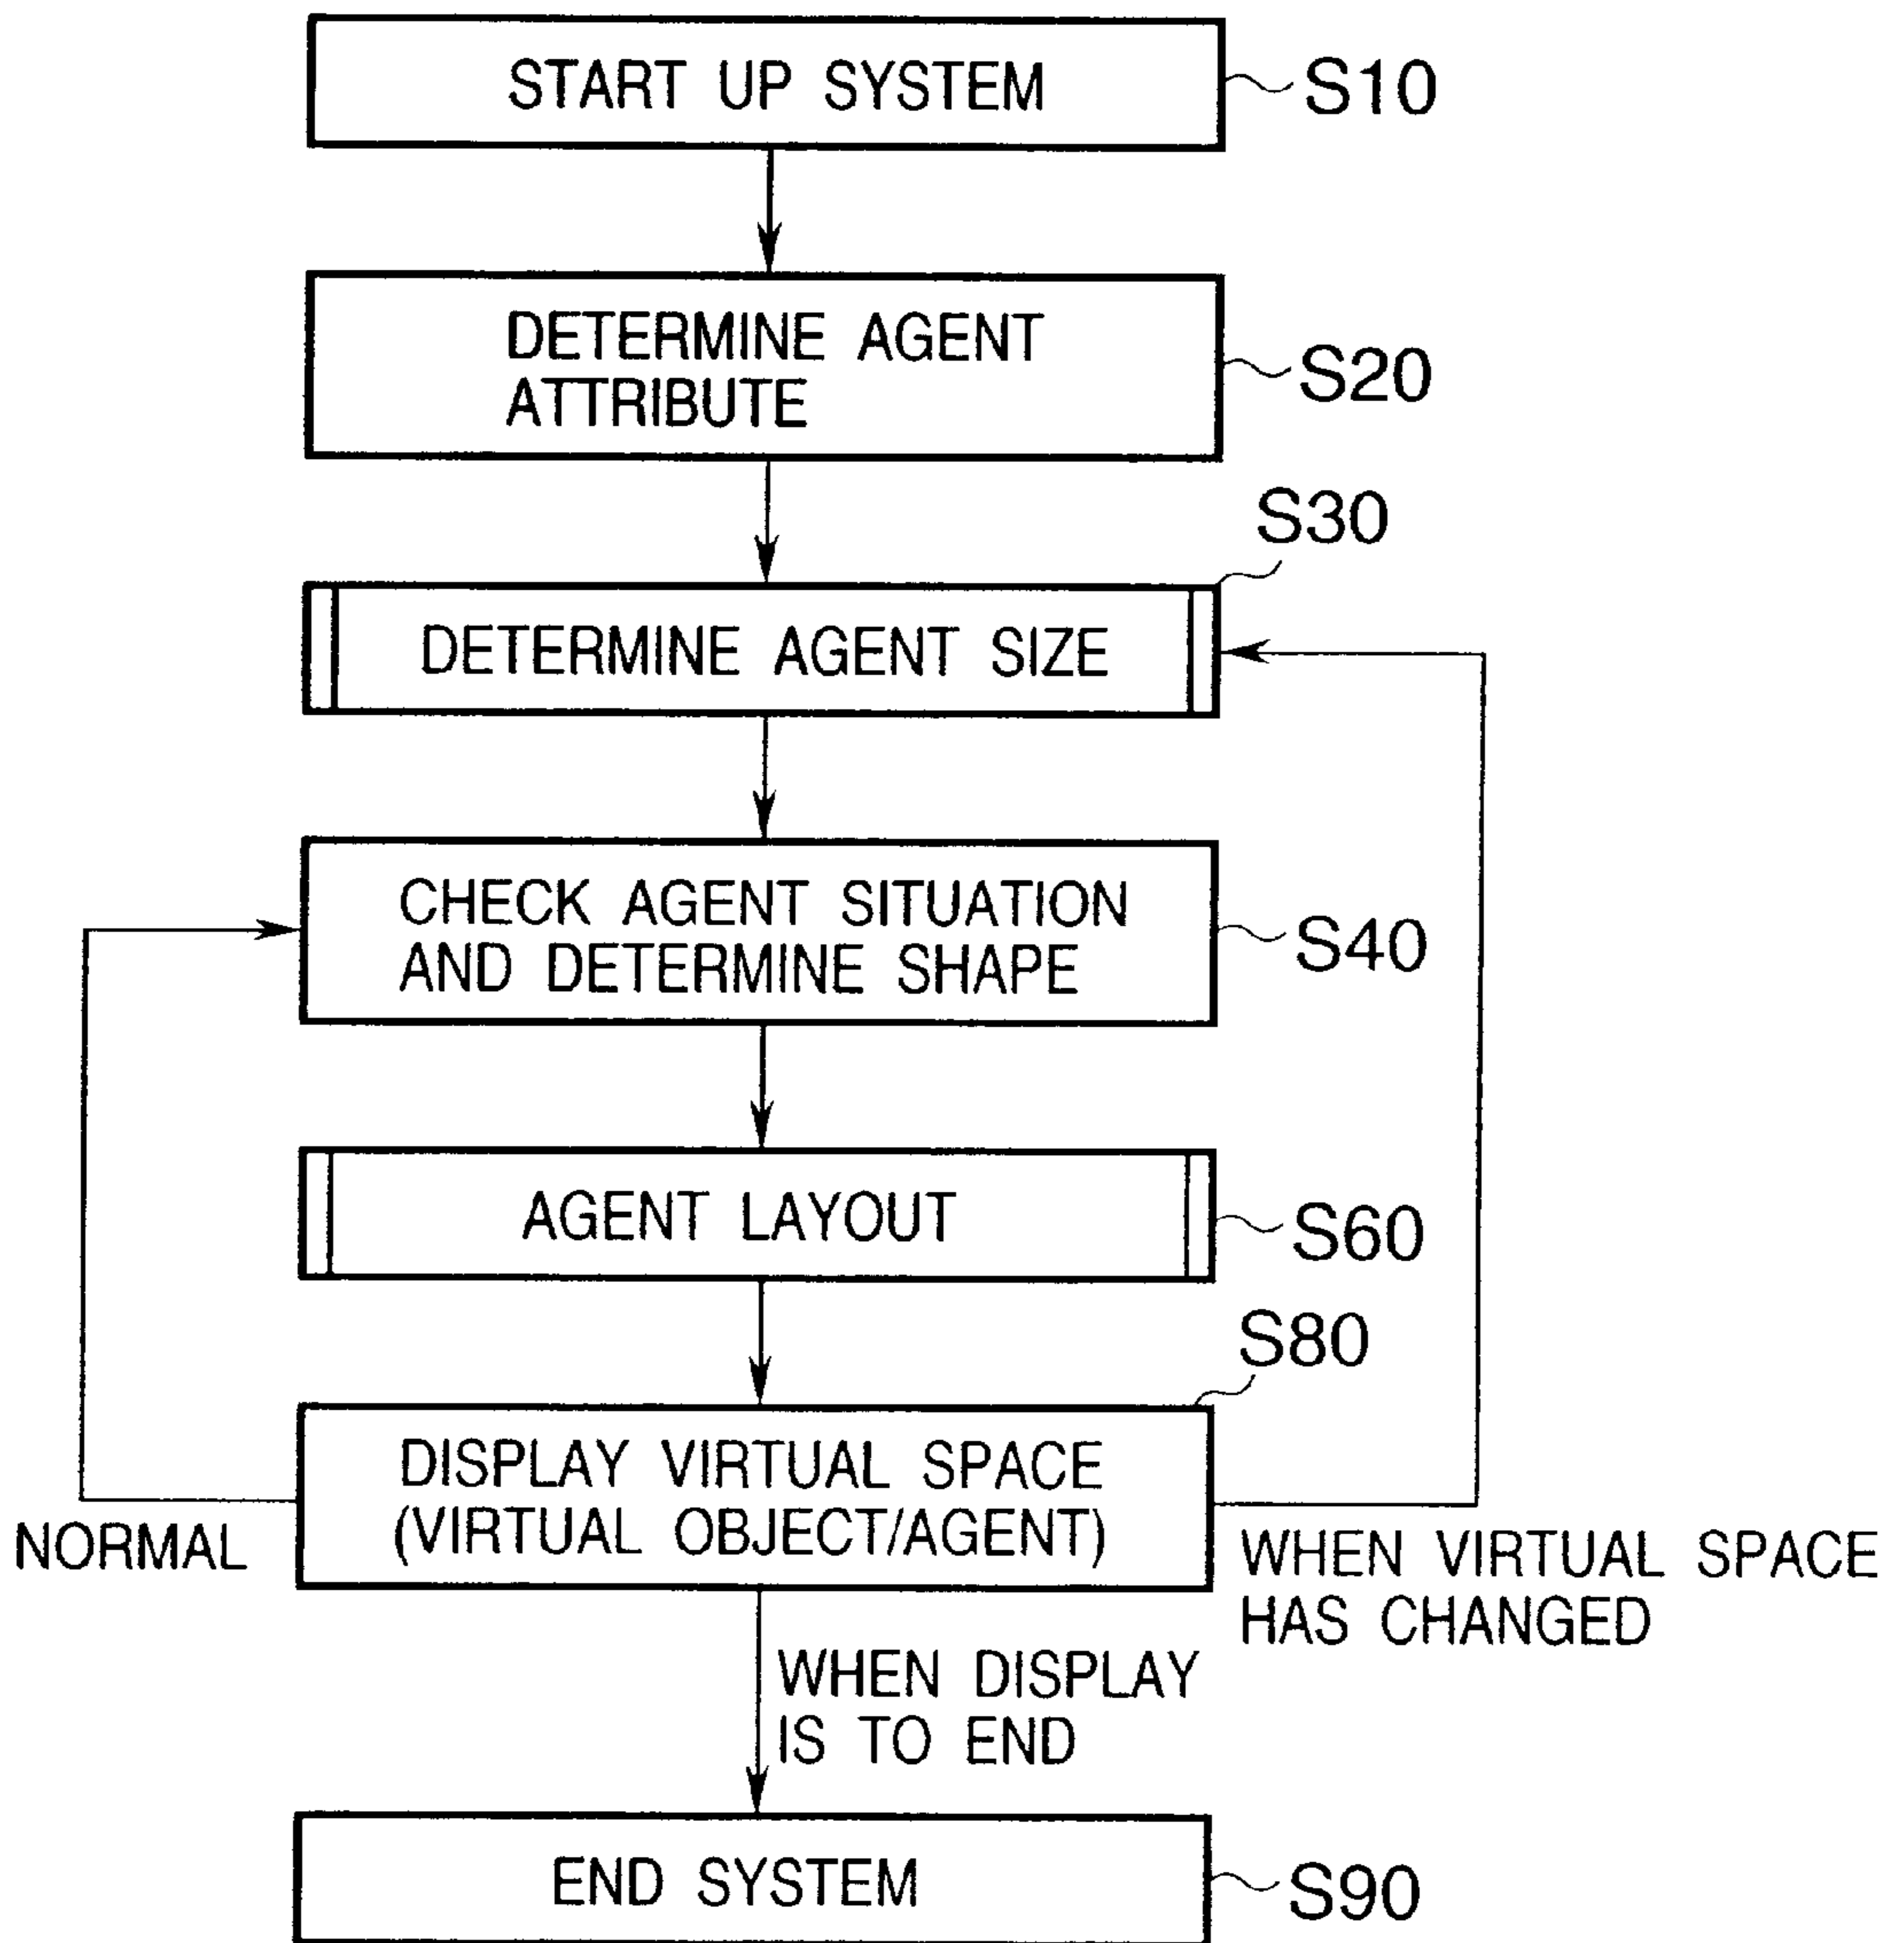 START UP SYSTEM
S10
DETERMINE AGENT
ATTRIBUTE
S20
S30
DETERMINE AGENT SIZE
CHECK AGENT SITUATION
AND DETERMINE SHAPE
S40
AGENT LAYOUT
S60
S80
DISPLAY VIRTUAL SPACE
(VIRTUAL OBJECT/AGENT)
NORMAL
WHEN VIRTUAL SPACE
HAS CHANGED
WHEN DISPLAY
IS TO END
END SYSTEM
S90